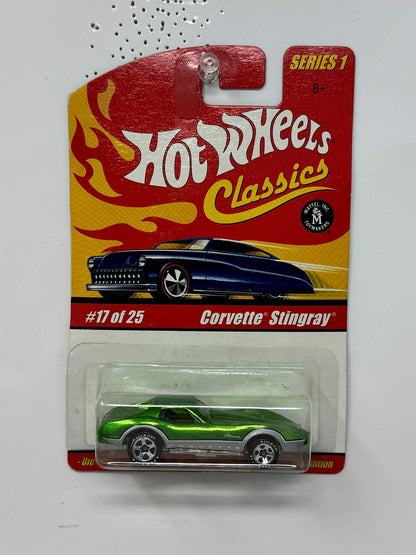 SERIES 1
8+
Hot Wheels
Classics
MATTEL, INC.
M
TOYMAKERS
#17 of 25
Corvette® Stingray®